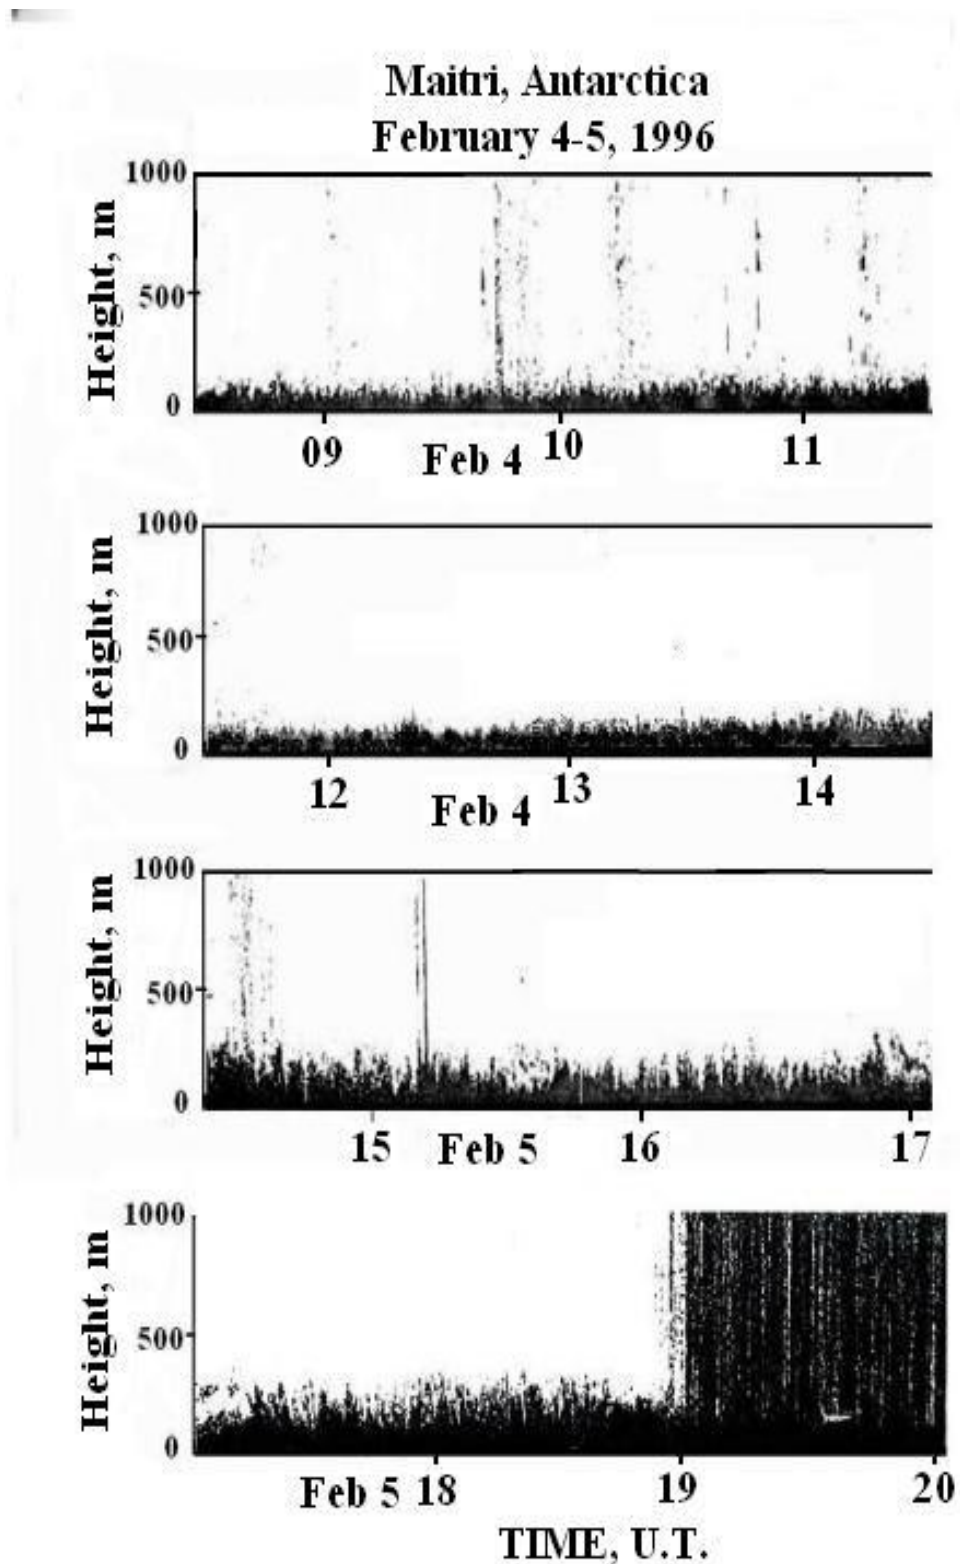 Maitri, Antarctica
February 4-5, 1996
1000
Height, m
500
0
09
Feb 4
10
11
1000
Height, m
500
0
12
Feb 4
13
14
1000
Height, m
500
0
15
Feb 5
16
17
1000
Height, m
500
0
Feb 5
18
19
20
TIME, U.T.